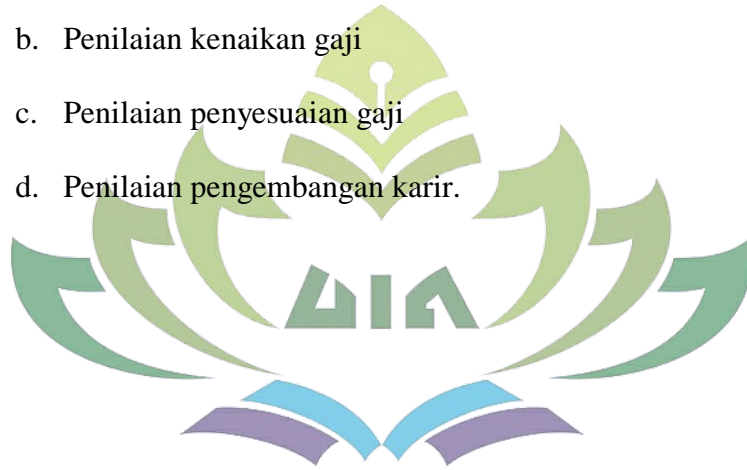 b. Penilaian kenaikan gaji
c. Penilaian penyesuaian gaji
d. Penilaian pengembangan karir.